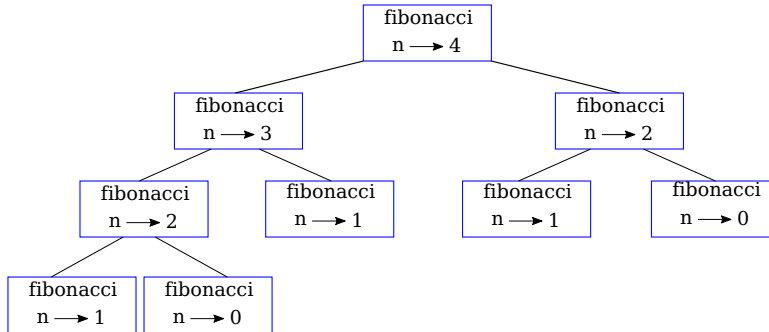 fibonacci
n → 4
fibonacci
n → 3
fibonacci
n → 2
fibonacci
n → 2
fibonacci
n → 1
fibonacci
n → 1
fibonacci
n → 0
fibonacci
n → 1
fibonacci
n → 0